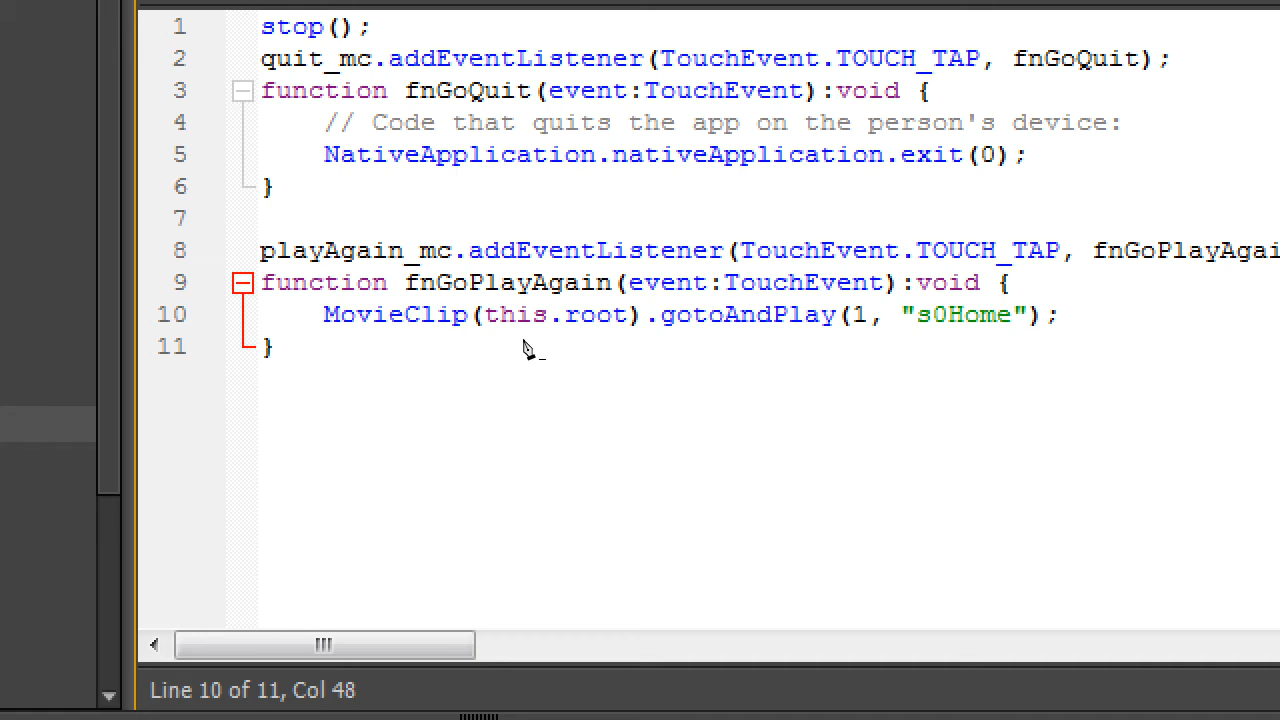 1 stop();
2 quit_mc.addEventListener(TouchEvent.TOUCH_TAP, fnGoQuit);
3 function fnGoQuit(event:TouchEvent):void {
4 // Code that quits the app on the person's device:
5 NativeApplication.nativeApplication.exit(0);
6 }
7
8 playAgain_mc.addEventListener(TouchEvent.TOUCH_TAP, fnGoPlayAgai
9 function fnGoPlayAgain(event:TouchEvent):void {
10 MovieClip(this.root).gotoAndPlay(1, "s0Home");
11 }
Line 10 of 11, Col 48